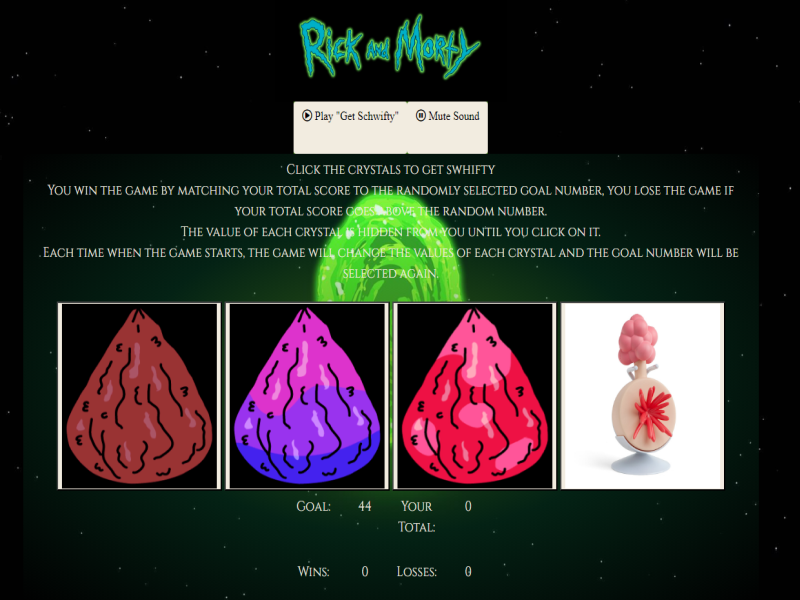 Rick and Morty
Play "Get Schwifty" Mute Sound
Click the crystals to get swifty
You win the game by matching your total score to the randomly selected goal number, you lose the game if
your total score goes above the random number.
The value of each crystal is hidden from you until you click on it.
Each time when the game starts, the game will change the values of each crystal and the goal number will be
selected again.
Goal: 44 Your 0
Total:
Wins: 0 Losses: 0